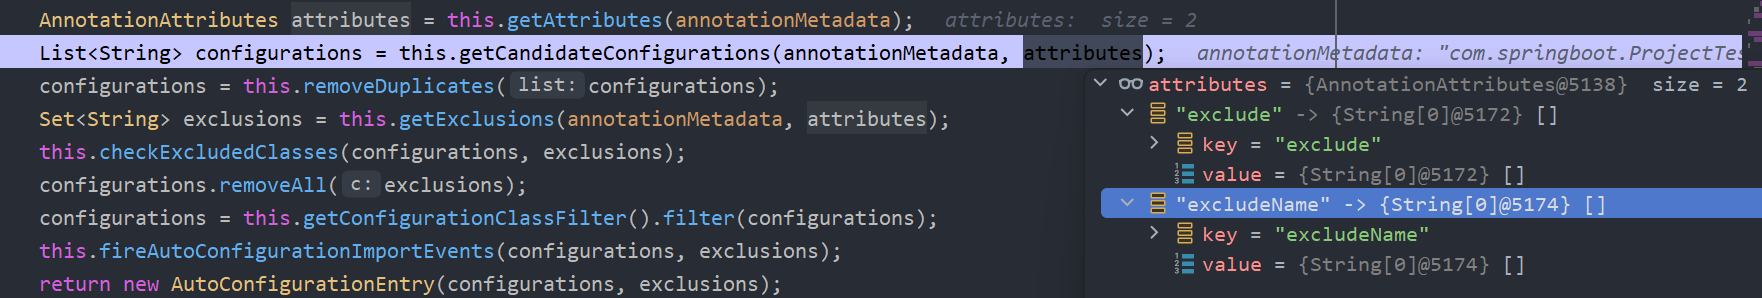 AnnotationAttributes attributes = this.getAttributes(annotationMetadata);   attributes:  size = 2
List<String> configurations = this.getCandidateConfigurations(annotationMetadata, attributes);   annotationMetadata: "com.springboot.ProjectTes
configurations = this.removeDuplicates( list: configurations);
Set<String> exclusions = this.getExclusions(annotationMetadata, attributes);
this.checkExcludedClasses(configurations, exclusions);
configurations.removeAll( c: exclusions);
configurations = this.getConfigurationClassFilter().filter(configurations);
this.fireAutoConfigurationImportEvents(configurations, exclusions);
return new AutoConfigurationEntry(configurations, exclusions);
attributes = {AnnotationAttributes@5138}  size = 2
"exclude" -> {String[0]@5172} []
key = "exclude"
value = {String[0]@5172} []
"excludeName" -> {String[0]@5174} []
key = "excludeName"
value = {String[0]@5174} []